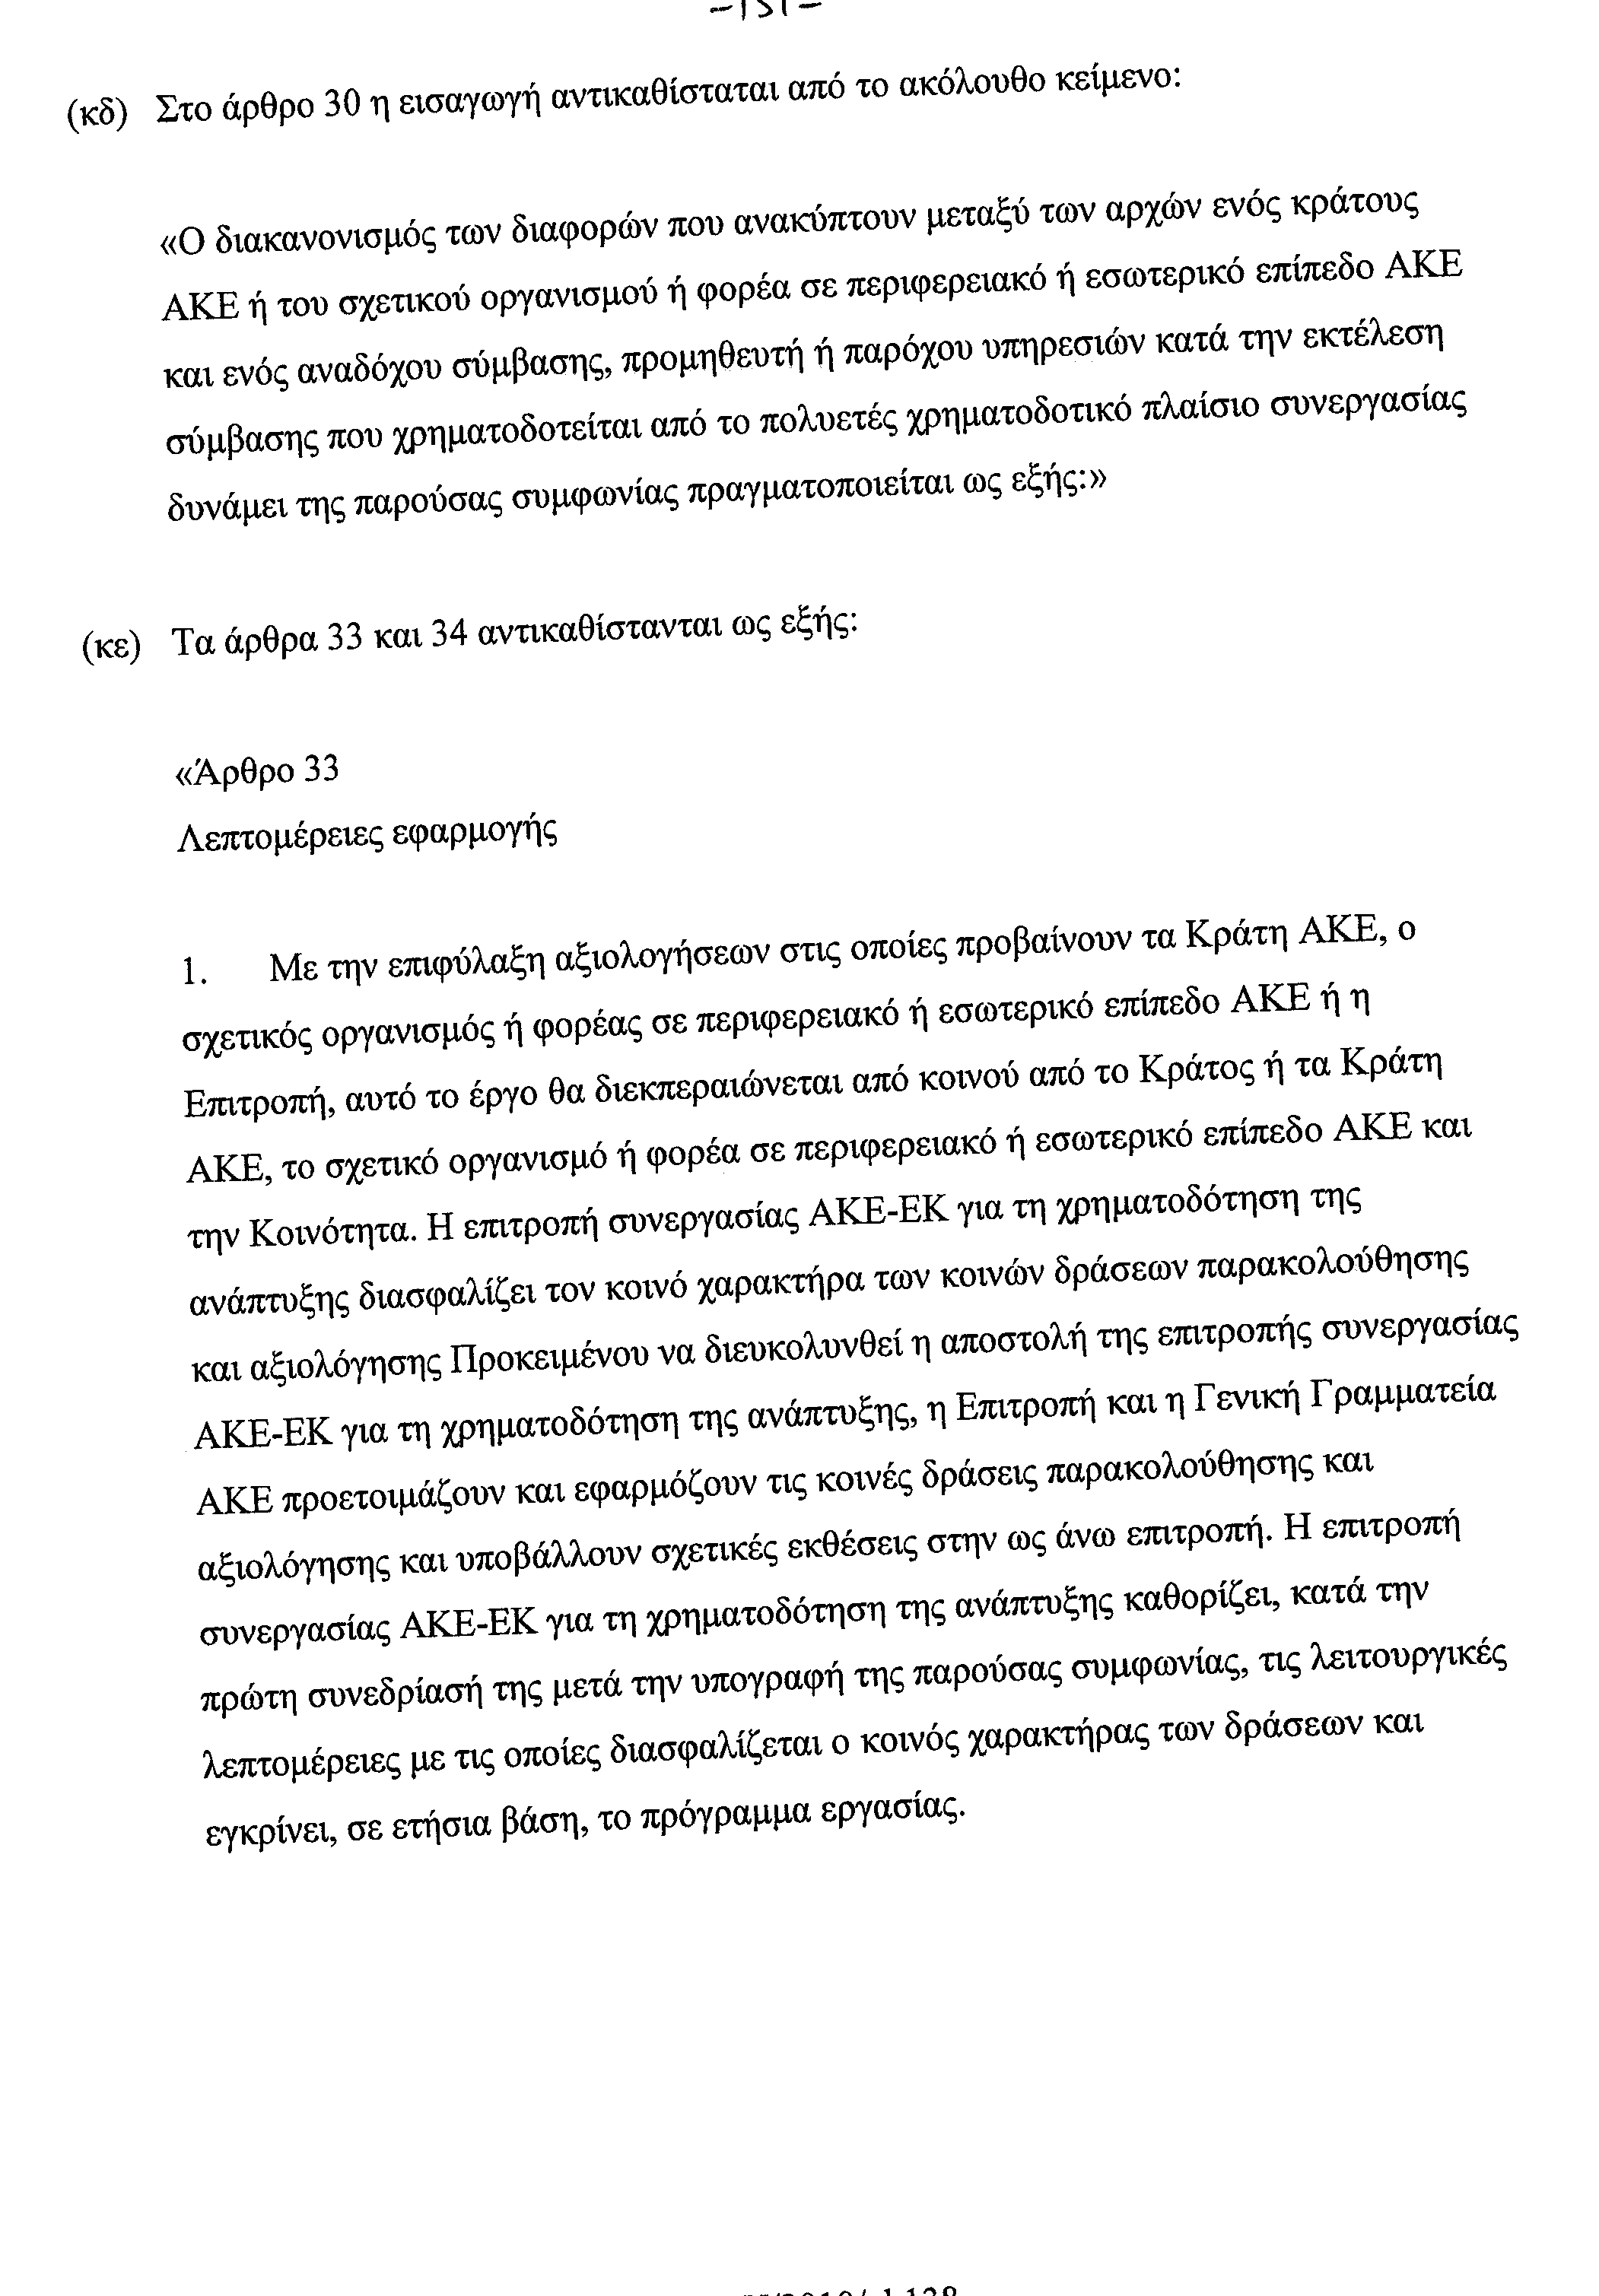 -151-
(κδ) Στο άρθρο 30 η εισαγωγή αντικαθίσταται από το ακόλουθο κείμενο:
«Ο διακανονισμός των διαφορών που ανακύπτουν μεταξύ των αρχών ενός κράτους
ΑΚΕ ή του σχετικού οργανισμού ή φορέα σε περιφερειακό ή εσωτερικό επίπεδο ΑΚΕ
και ενός αναδόχου σύμβασης, προμηθευτή ή παρόχου υπηρεσιών κατά την εκτέλεση
σύμβασης που χρηματοδοτείται από το πολυετές χρηματοδοτικό πλαίσιο συνεργασίας
δυνάμει της παρούσας συμφωνίας πραγματοποιείται ως εξής:»
(κε) Τα άρθρα 33 και 34 αντικαθίστανται ως εξής:
«Άρθρο 33
Λεπτομέρειες εφαρμογής
1. Με την επιφύλαξη αξιολογήσεων στις οποίες προβαίνουν τα Κράτη ΑΚΕ, ο
σχετικός οργανισμός ή φορέας σε περιφερειακό ή εσωτερικό επίπεδο ΑΚΕ ή η
Επιτροπή, αυτό το έργο θα διεκπεραιώνεται από κοινού από το Κράτος ή τα Κράτη
ΑΚΕ, το σχετικό οργανισμό ή φορέα σε περιφερειακό ή εσωτερικό επίπεδο ΑΚΕ και
την Κοινότητα. Η επιτροπή συνεργασίας ΑΚΕ-ΕΚ για τη χρηματοδότηση της
ανάπτυξης διασφαλίζει τον κοινό χαρακτήρα των κοινών δράσεων παρακολούθησης
και αξιολόγησης Προκειμένου να διευκολυνθεί η αποστολή της επιτροπής συνεργασίας
ΑΚΕ-ΕΚ για τη χρηματοδότηση της ανάπτυξης, η Επιτροπή και η Γενική Γραμματεία
ΑΚΕ προετοιμάζουν και εφαρμόζουν τις κοινές δράσεις παρακολούθησης και
αξιολόγησης και υποβάλλουν σχετικές εκθέσεις στην ως άνω επιτροπή. Η επιτροπή
συνεργασίας ΑΚΕ-ΕΚ για τη χρηματοδότηση της ανάπτυξης καθορίζει, κατά την
πρώτη συνεδρίασή της μετά την υπογραφή της παρούσας συμφωνίας, τις λειτουργικές
λεπτομέρειες με τις οποίες διασφαλίζεται ο κοινός χαρακτήρας των δράσεων και
εγκρίνει, σε ετήσια βάση, το πρόγραμμα εργασίας.